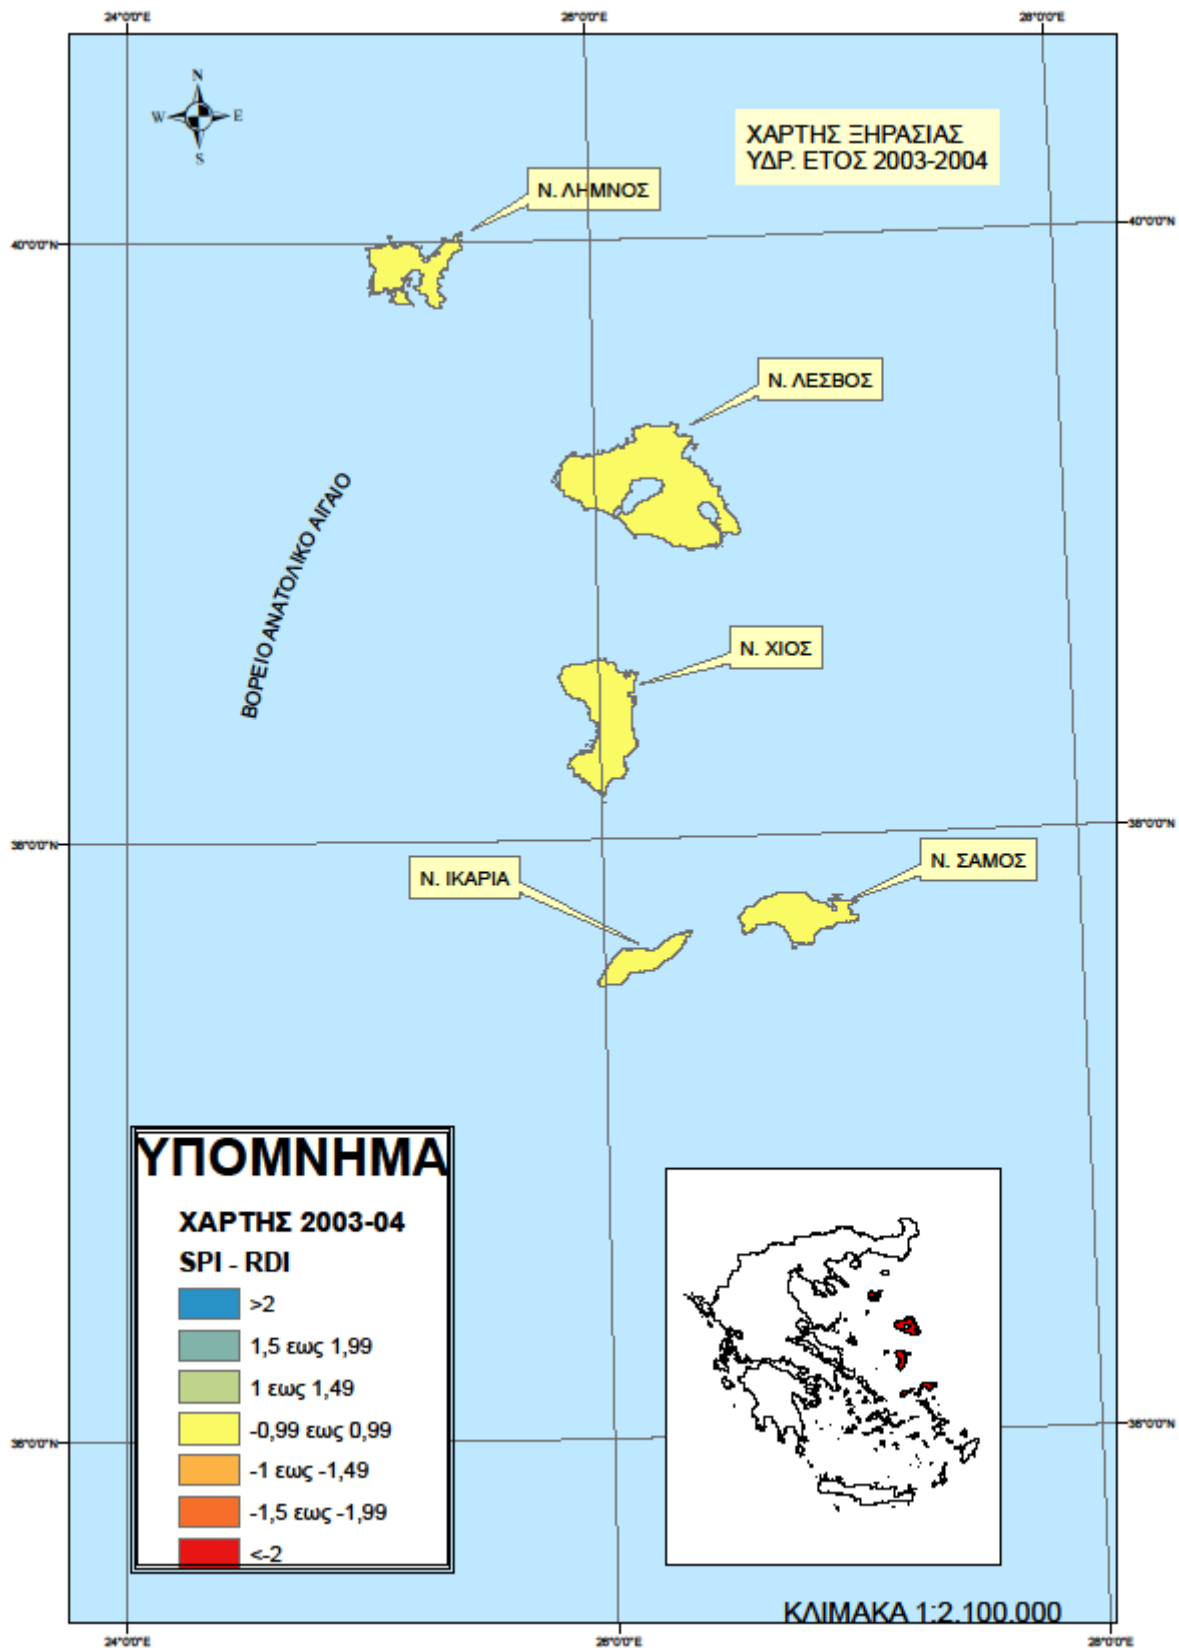 24°0'0"E
26°0'0"E
28°0'0"E
N
W
E
S
ΧΑΡΤΗΣ ΞΗΡΑΣΙΑΣ
ΥΔΡ. ΕΤΟΣ 2003-2004
Ν. ΛΗΜΝΟΣ
40°0'0"N
40°0'0"N
Ν. ΛΕΣΒΟΣ
ΒΟΡΕΙΟ ΑΝΑΤΟΛΙΚΟ ΑΙΓΑΙΟ
Ν. ΧΙΟΣ
38°0'0"N
38°0'0"N
Ν. ΙΚΑΡΙΑ
Ν. ΣΑΜΟΣ
ΥΠΟΜΝΗΜΑ
ΧΑΡΤΗΣ 2003-04
SPI - RDI
>2
1,5 εως 1,99
1 εως 1,49
-0,99 εως 0,99
-1 εως -1,49
-1,5 εως -1,99
<-2
36°0'0"N
36°0'0"N
ΚΛΙΜΑΚΑ 1:2.100.000
24°0'0"E
26°0'0"E
28°0'0"E